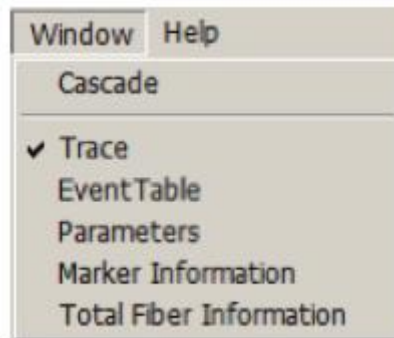 Window Help
Cascade
✔ Trace
EventTable
Parameters
Marker Information
Total Fiber Information